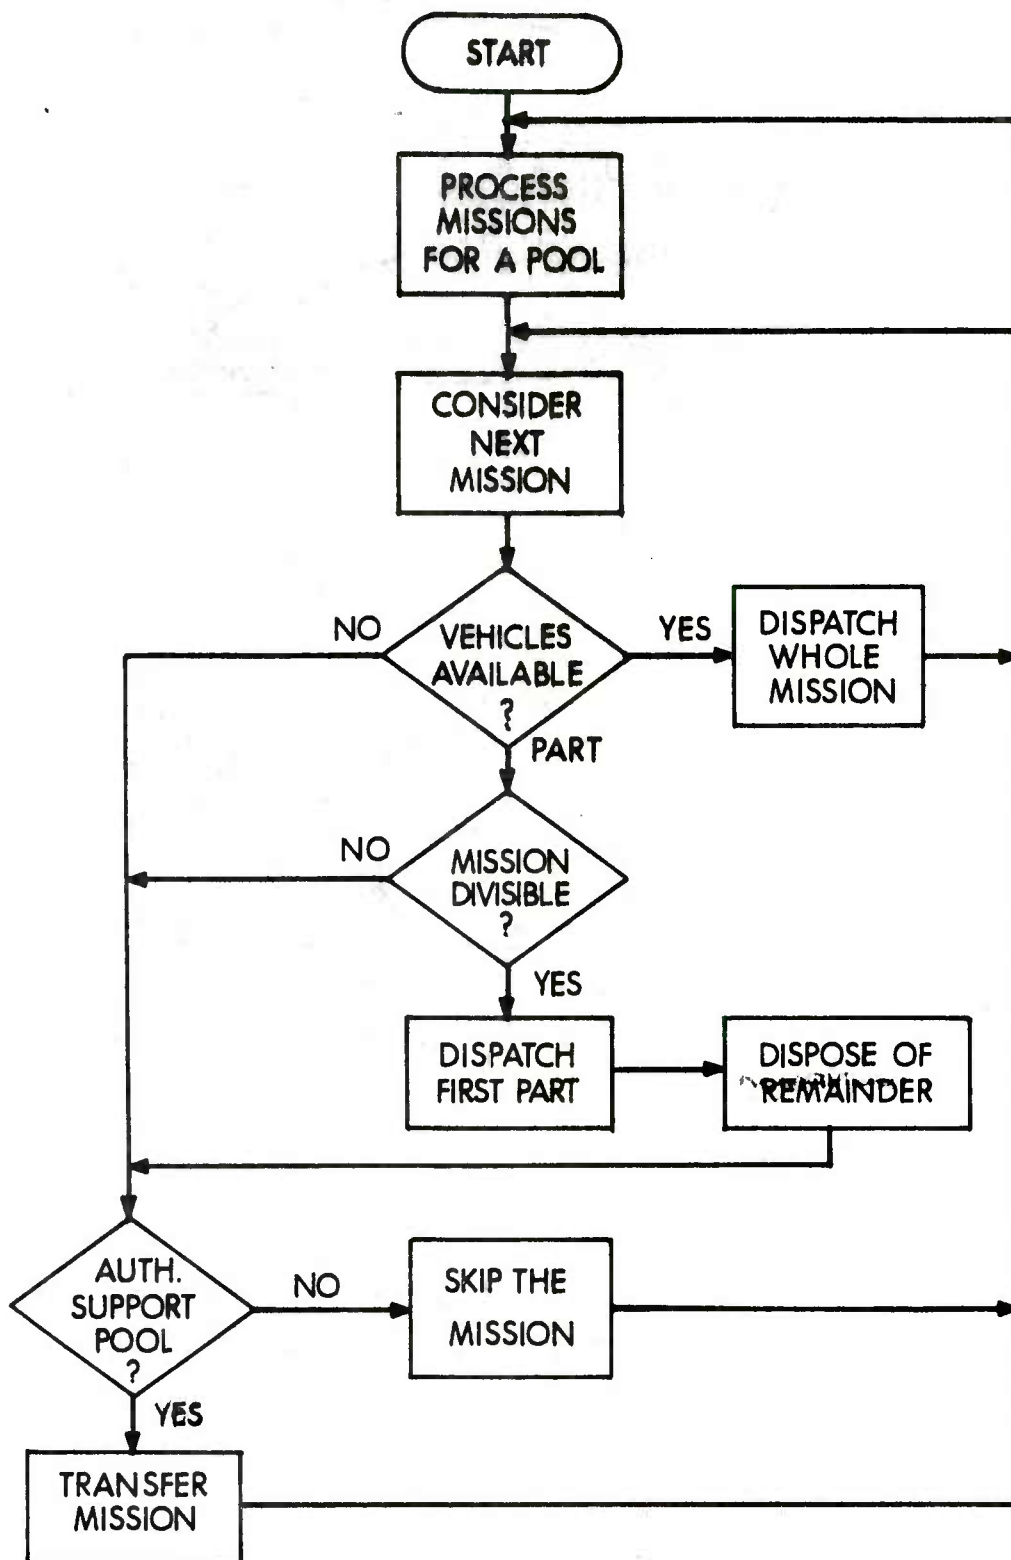 START
PROCESS
MISSIONS
FOR A POOL
CONSIDER
NEXT
MISSION
NO
VEHICLES
AVAILABLE
?
YES
DISPATCH
WHOLE
MISSION
PART
NO
MISSION
DIVISIBLE
?
YES
DISPATCH
FIRST PART
DISPOSE OF
REMAINDER
AUTH.
SUPPORT
POOL
?
NO
SKIP THE
MISSION
YES
TRANSFER
MISSION